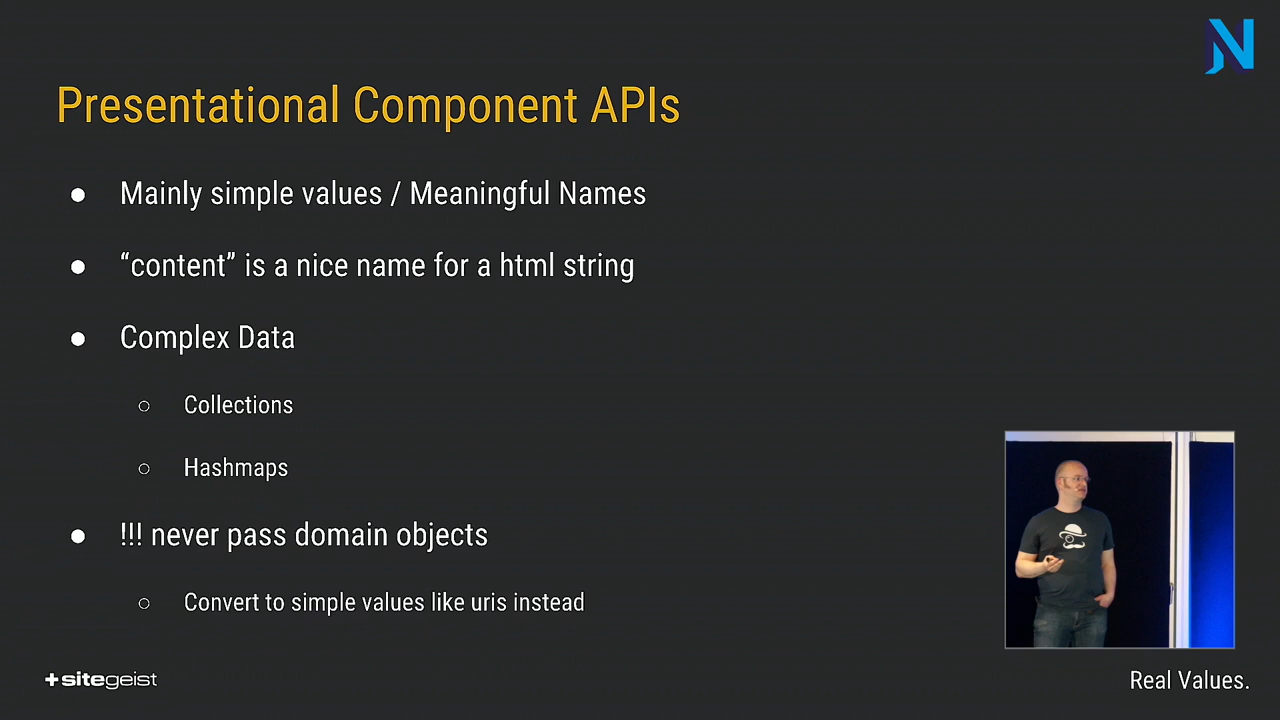 Presentational Component APIs
● Mainly simple values / Meaningful Names
● “content” is a nice name for a html string
● Complex Data
○ Collections
○ Hashmaps
● !!! never pass domain objects
○ Convert to simple values like uris instead
+sitegeist
Real Values.